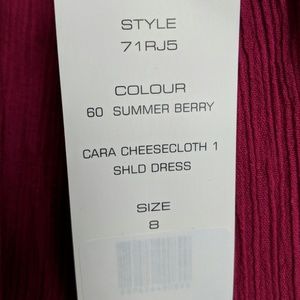 STYLE
71RJ5
COLOUR
60 SUMMER BERRY
CARA CHEESECLOTH 1
SHLD DRESS
SIZE
8